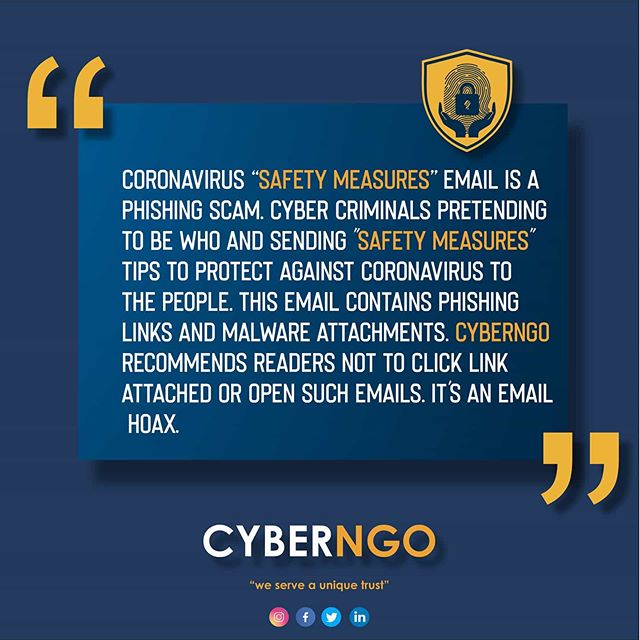 CORONAVIRUS “SAFETY MEASURES” EMAIL IS A
PHISHING SCAM. CYBER CRIMINALS PRETENDING
TO BE WHO AND SENDING "SAFETY MEASURES"
TIPS TO PROTECT AGAINST CORONAVIRUS TO
THE PEOPLE. THIS EMAIL CONTAINS PHISHING
LINKS AND MALWARE ATTACHMENTS. CYBERNGO
RECOMMENDS READERS NOT TO CLICK LINK
ATTACHED OR OPEN SUCH EMAILS. IT'S AN EMAIL
HOAX.
CYBERNGO
“we serve a unique trust”